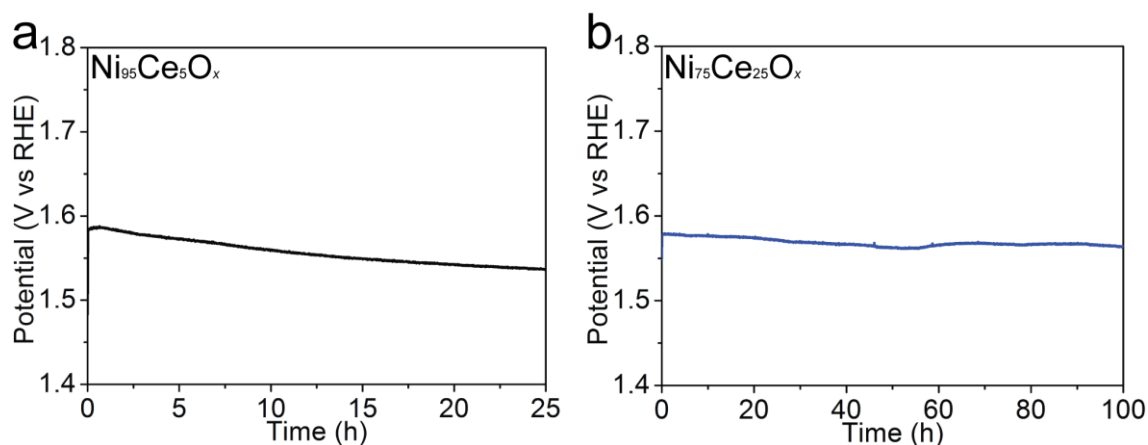 a
Ni₉₅Ce₅Oₓ
Potential (V vs RHE)
1.8
1.7
1.6
1.5
1.4
0 5 10 15 20 25
Time (h)
b
Ni₇₅Ce₂₅Oₓ
Potential (V vs RHE)
1.8
1.7
1.6
1.5
1.4
0 20 40 60 80 100
Time (h)